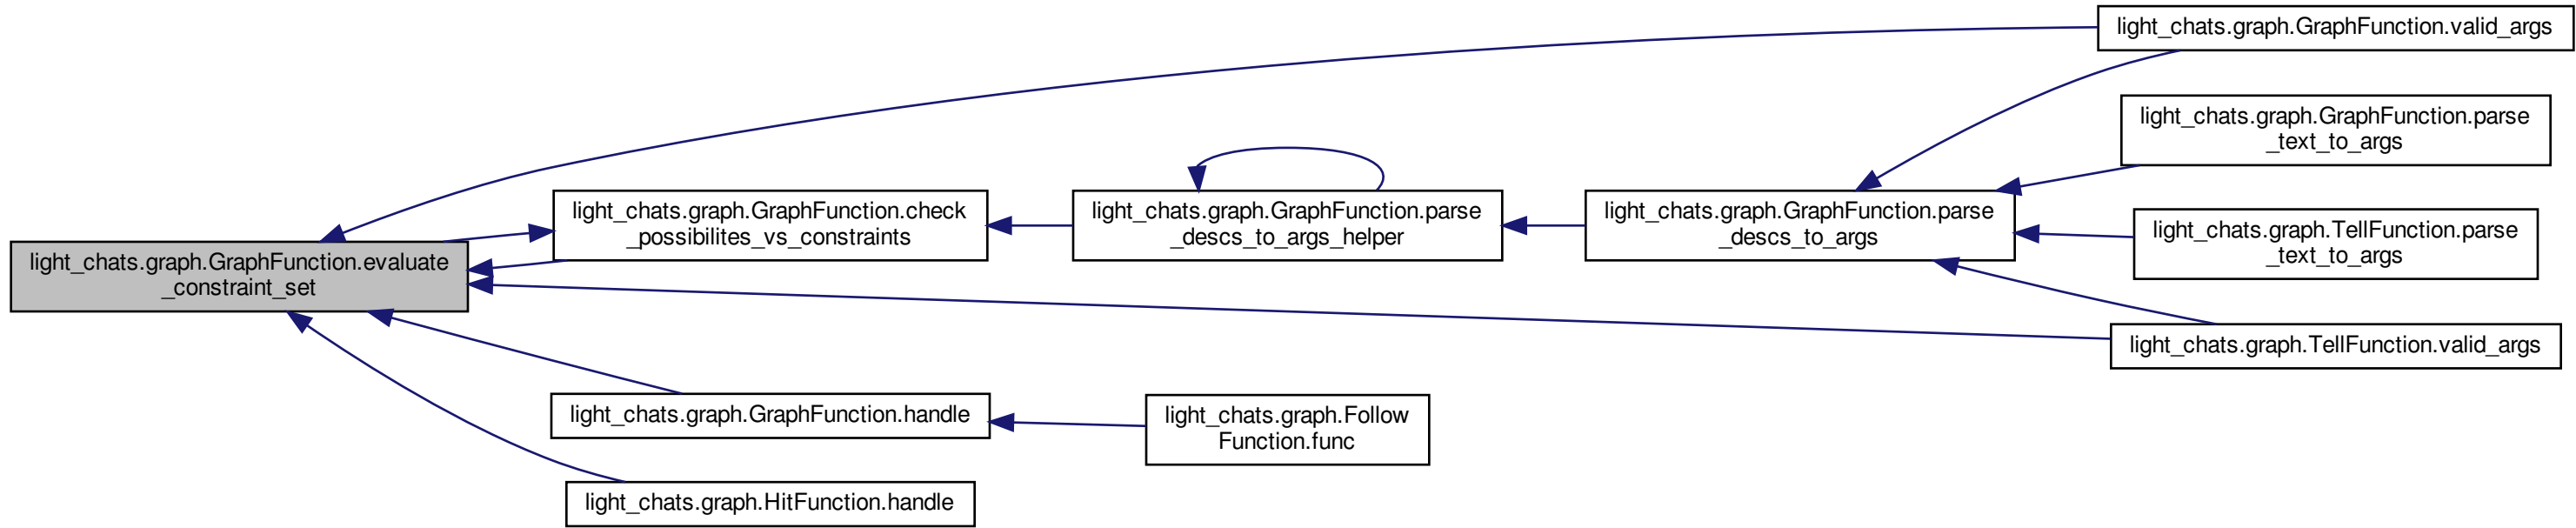 light_chats.graph.GraphFunction.valid_args
light_chats.graph.GraphFunction.parse
_text_to_args
light_chats.graph.GraphFunction.check
_possibilites_vs_constraints
light_chats.graph.GraphFunction.parse
_descs_to_args_helper
light_chats.graph.GraphFunction.parse
_descs_to_args
light_chats.graph.TellFunction.parse
_text_to_args
light_chats.graph.GraphFunction.evaluate
_constraint_set
light_chats.graph.TellFunction.valid_args
light_chats.graph.GraphFunction.handle
light_chats.graph.Follow
Function.func
light_chats.graph.HitFunction.handle